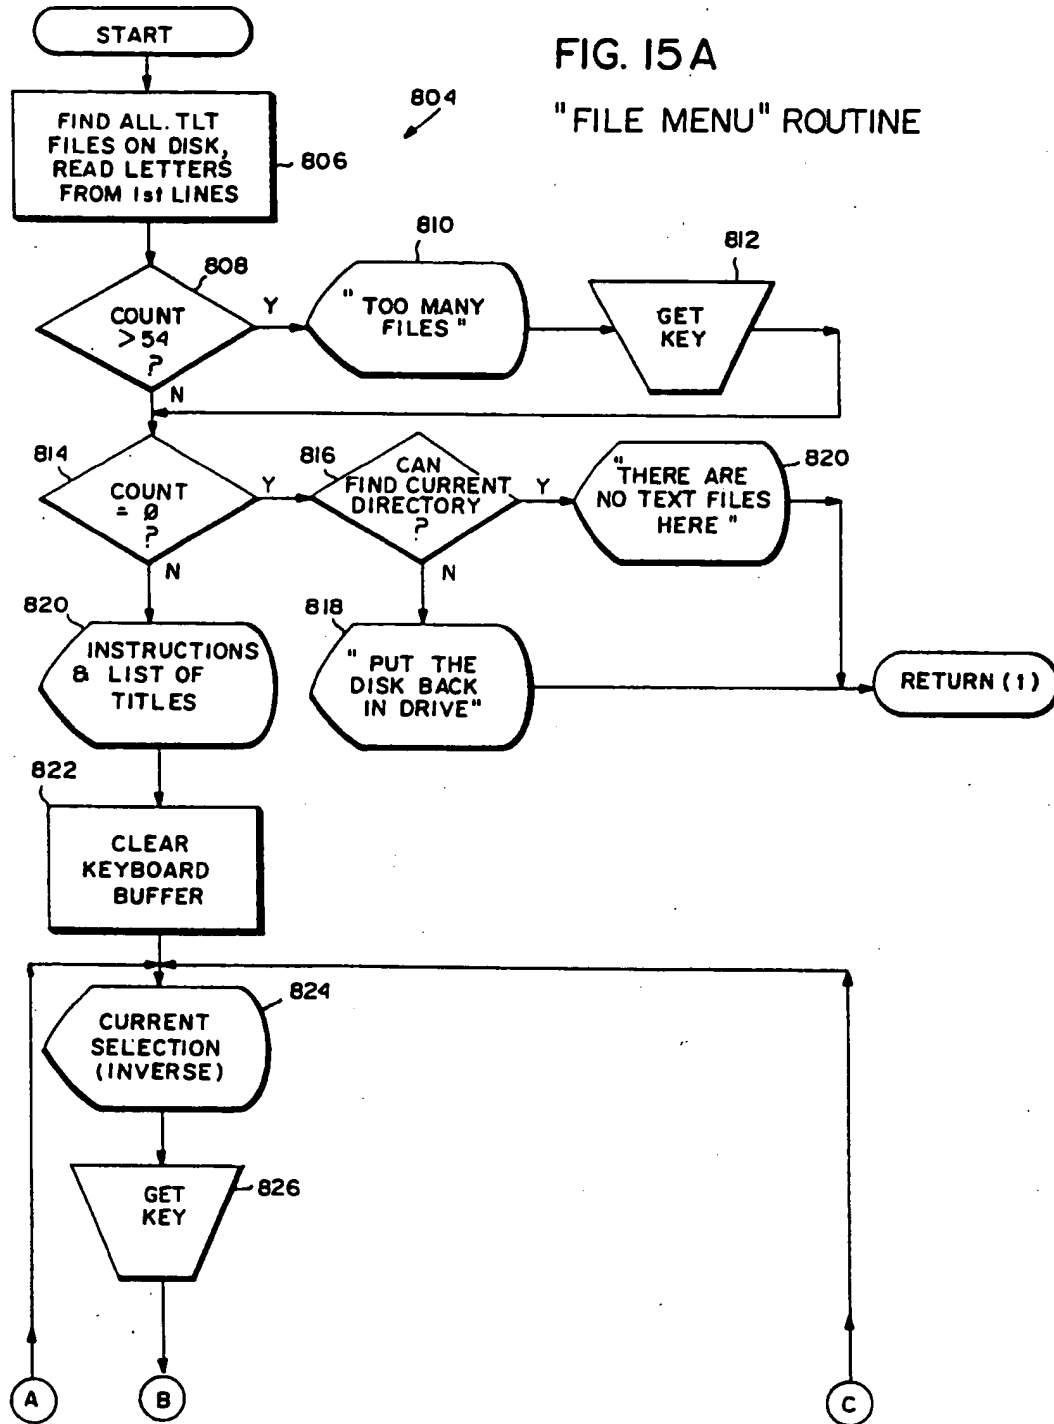 START
FIG. 15A
"FILE MENU" ROUTINE
804
FIND ALL. TLT
FILES ON DISK,
READ LETTERS
FROM 1st LINES
806
808
COUNT
>54
?
Y
N
810
" TOO MANY
FILES "
812
GET
KEY
814
COUNT
= Ø
?
Y
N
816
CAN
FIND CURRENT
DIRECTORY
?
Y
N
820
"THERE ARE
NO TEXT FILES
HERE "
820
INSTRUCTIONS
& LIST OF
TITLES
818
" PUT THE
DISK BACK
IN DRIVE"
RETURN (1)
822
CLEAR
KEYBOARD
BUFFER
824
CURRENT
SELECTION
(INVERSE)
826
GET
KEY
A
B
C